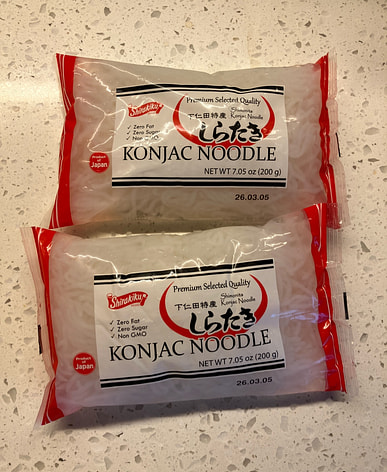 Premium Selected Quality
Shirakiku
下仁田特産
Shimonita
Konjac Noodle
✓ Zero Fat
✓ Zero Sugar
✓ Non GMO
しらたき
Product of
Japan
KONJAC NOODLE
NET WT 7.05 oz (200 g)
26.03.05
Premium Selected Quality
Shirakiku
下仁田特産
Shimonita
Konjac Noodle
✓ Zero Fat
✓ Zero Sugar
✓ Non GMO
しらたき
Product of
Japan
KONJAC NOODLE
NET WT 7.05 oz (200 g)
26.03.05